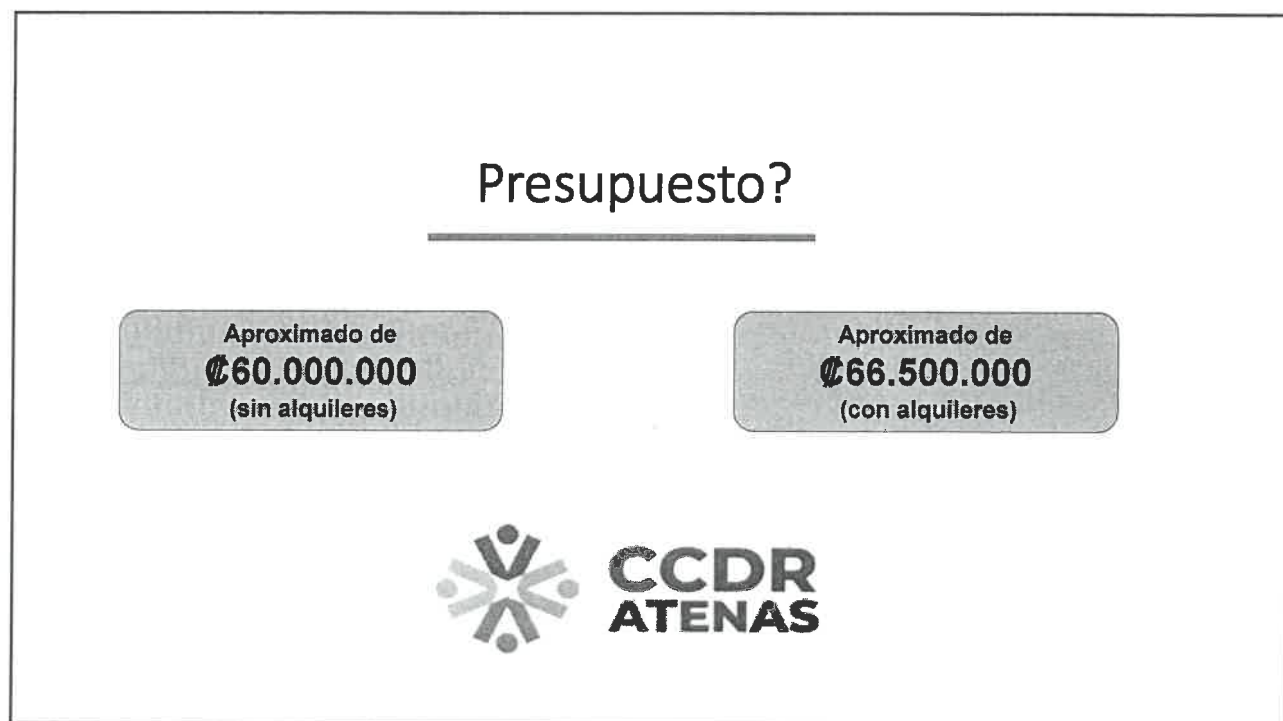 Presupuesto?
Aproximado de
₡60.000.000
(sin alquileres)
Aproximado de
₡66.500.000
(con alquileres)
CCDR
ATENAS